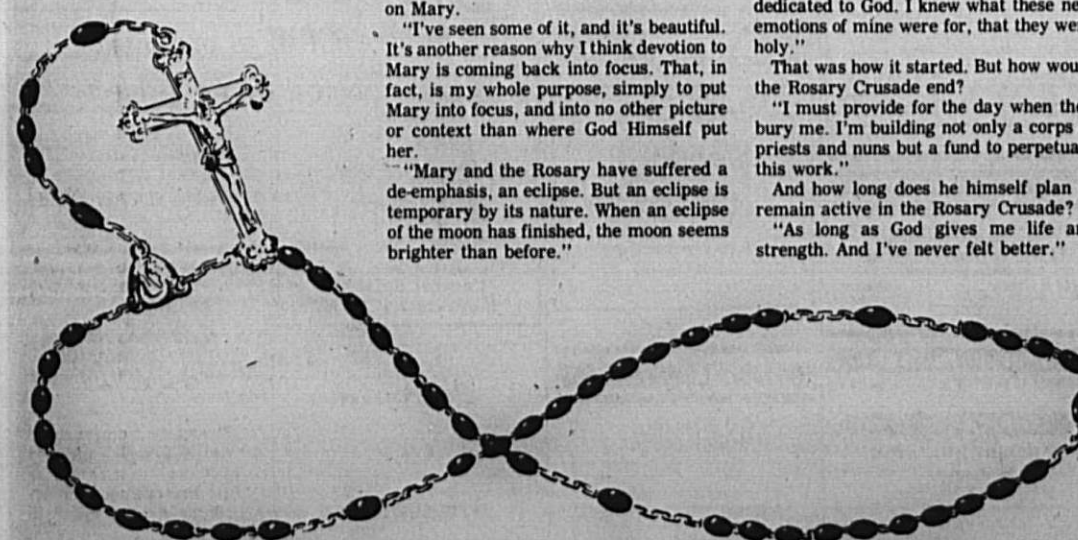 on Mary.
"I've seen some of it, and it's beautiful.
It's another reason why I think devotion to
Mary is coming back into focus. That, in
fact, is my whole purpose, simply to put
Mary into focus, and into no other picture
or context than where God Himself put
her.
"Mary and the Rosary have suffered a
de-emphasis, an eclipse. But an eclipse is
temporary by its nature. When an eclipse
of the moon has finished, the moon seems
brighter than before."
dedicated to God. I knew what these
emotions of mine were for, that they
holy."
That was how it started. But how
the Rosary Crusade end?
"I must provide for the day when
bury me. I'm building not only a corps
priests and nuns but a fund to
this work."
And how long does he himself plan
remain active in the Rosary Crusade?
"As long as God gives me life
strength. And I've never felt better."